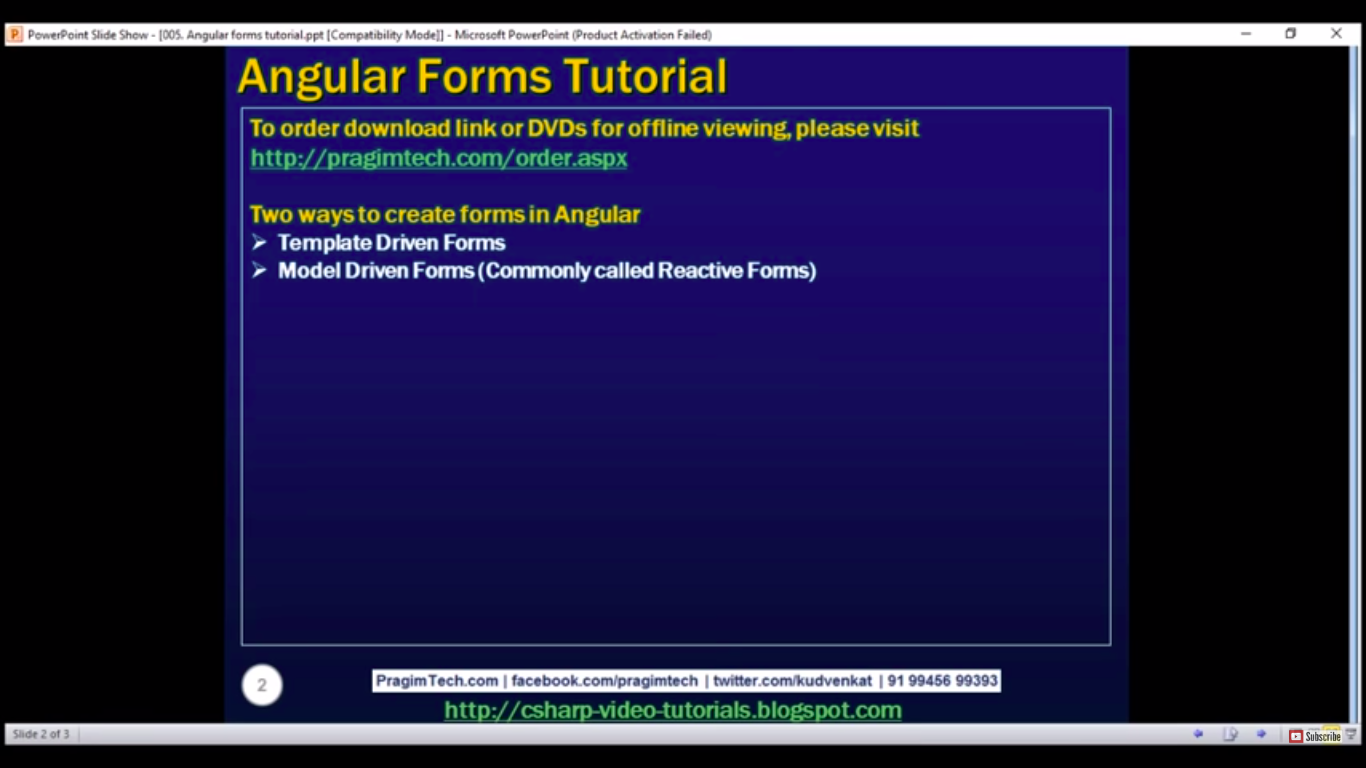 PowerPoint Slide Show - [005. Angular forms tutorial.ppt [Compatibility Mode]] - Microsoft PowerPoint (Product Activation Failed)
Angular Forms Tutorial
To order download link or DVDs for offline viewing, please visit
http://pragimtech.com/order.aspx
Two ways to create forms in Angular
Template Driven Forms
Model Driven Forms (Commonly called Reactive Forms)
2
PragimTech.com | facebook.com/pragimtech | twitter.com/kudvenkat | 91 99456 99393
http://csharp-video-tutorials.blogspot.com
Slide 2 of 3
Subscribe